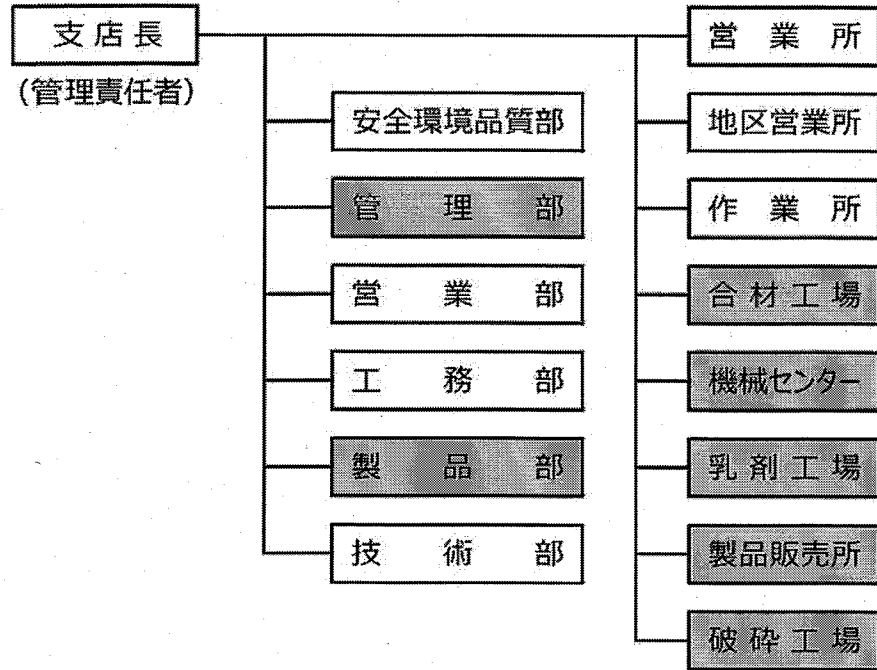 支店長
(管理責任者)
安全環境品質部
管理部
営業部
工務部
製品部
技術部
営業所
地区営業所
作業所
合材工場
機械センター
乳剤工場
製品販売所
破砕工場